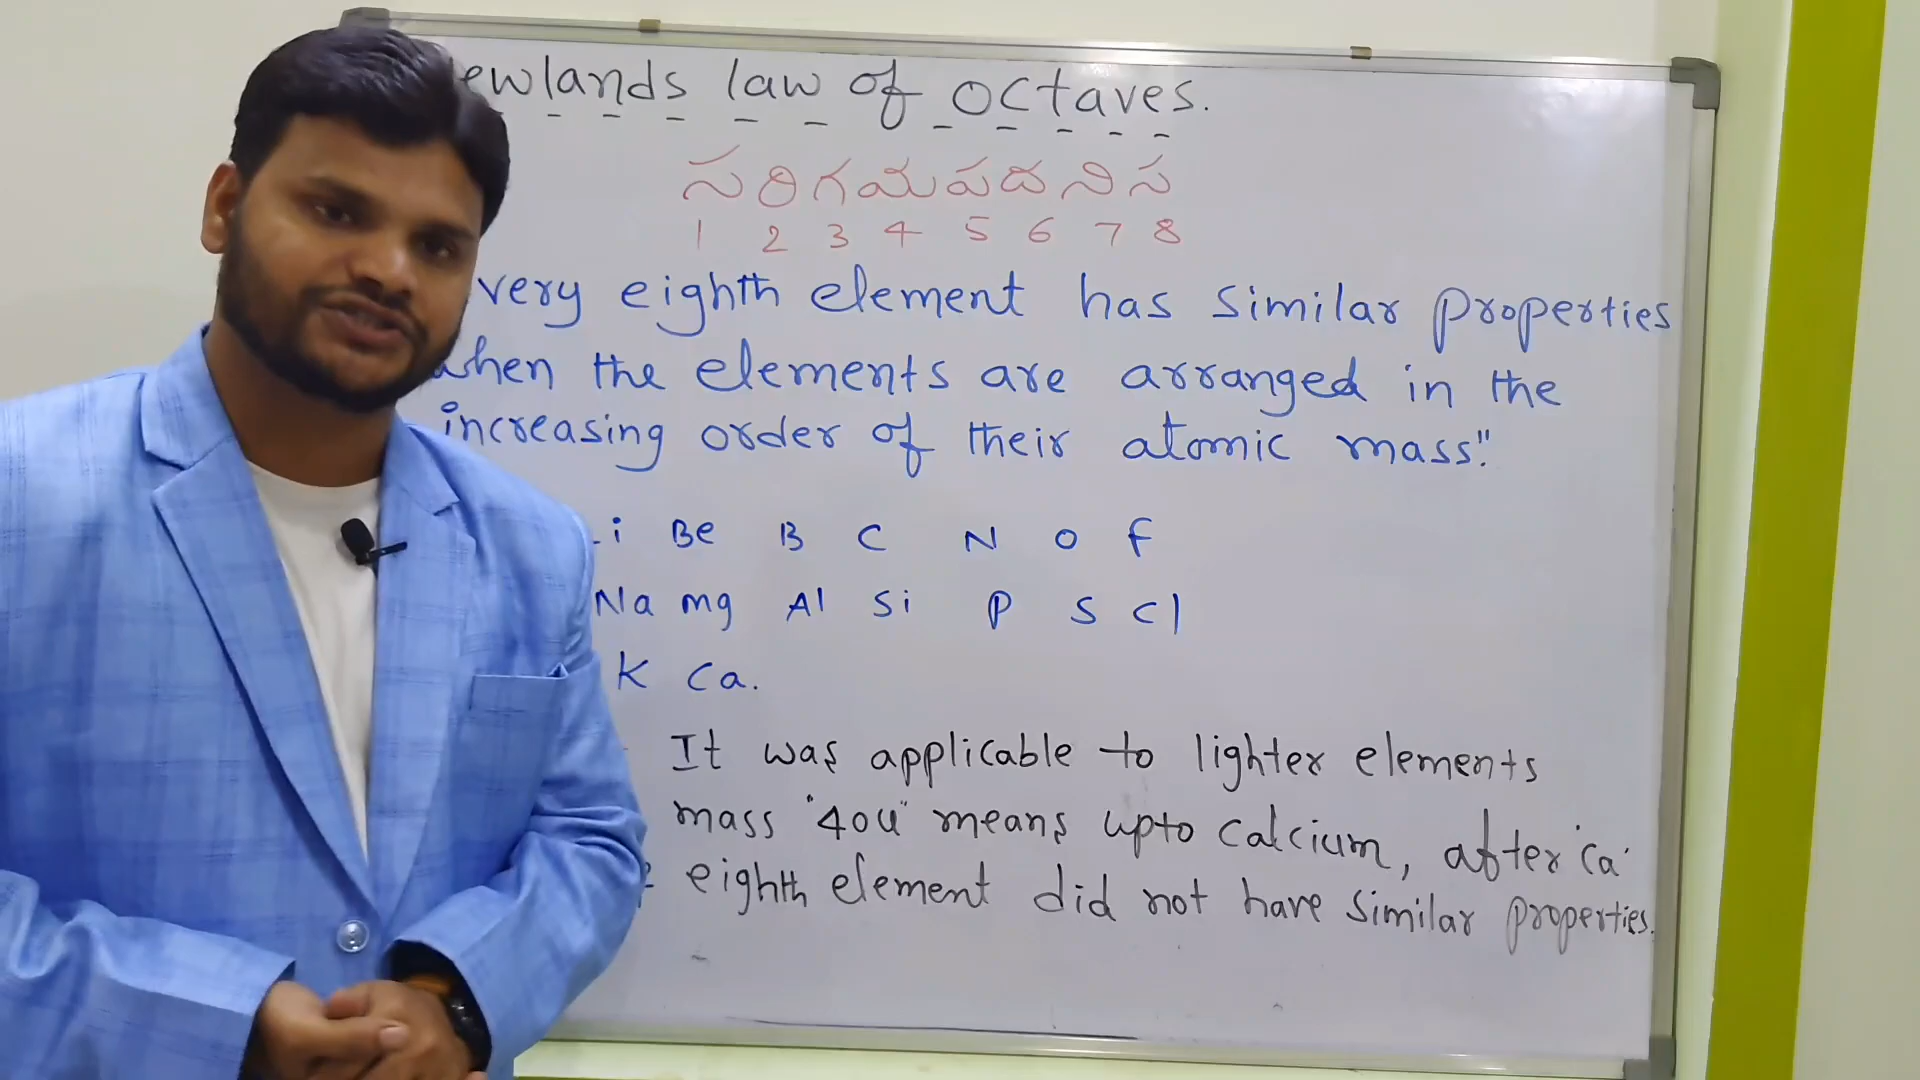 ewlands law of octaves.
స రి గ మ ప ద ని స
1 2 3 4 5 6 7 8
very eighth element has similar properties
when the elements are arranged in the
increasing order of their atomic mass."
i Be B C N O F
Na mg Al Si P S Cl
K Ca.
It was applicable to lighter elements
mass "40u" means upto calcium, after 'ca'
eighth element did not have similar properties.